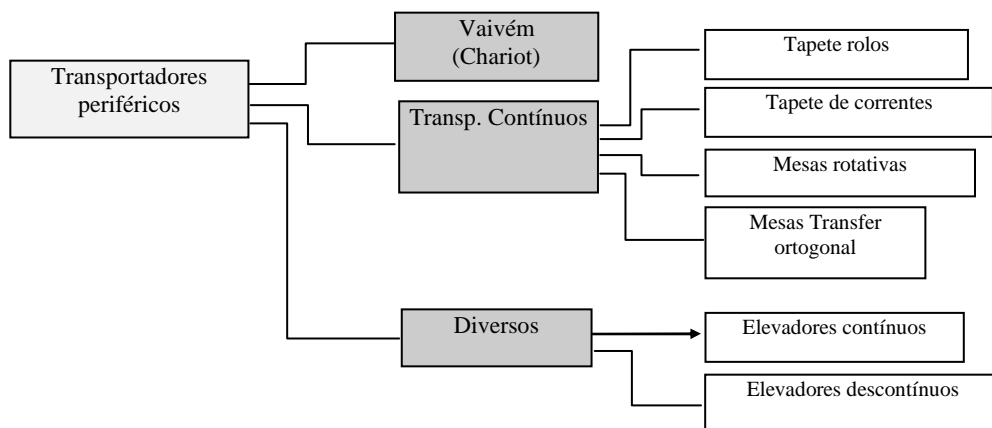 Transportadores
periféricos
Vaivém
(Chariot)
Transp. Contínuos
Tapete rolos
Tapete de correntes
Mesas rotativas
Mesas Transfer
ortogonal
Diversos
Elevadores contínuos
Elevadores descontínuos